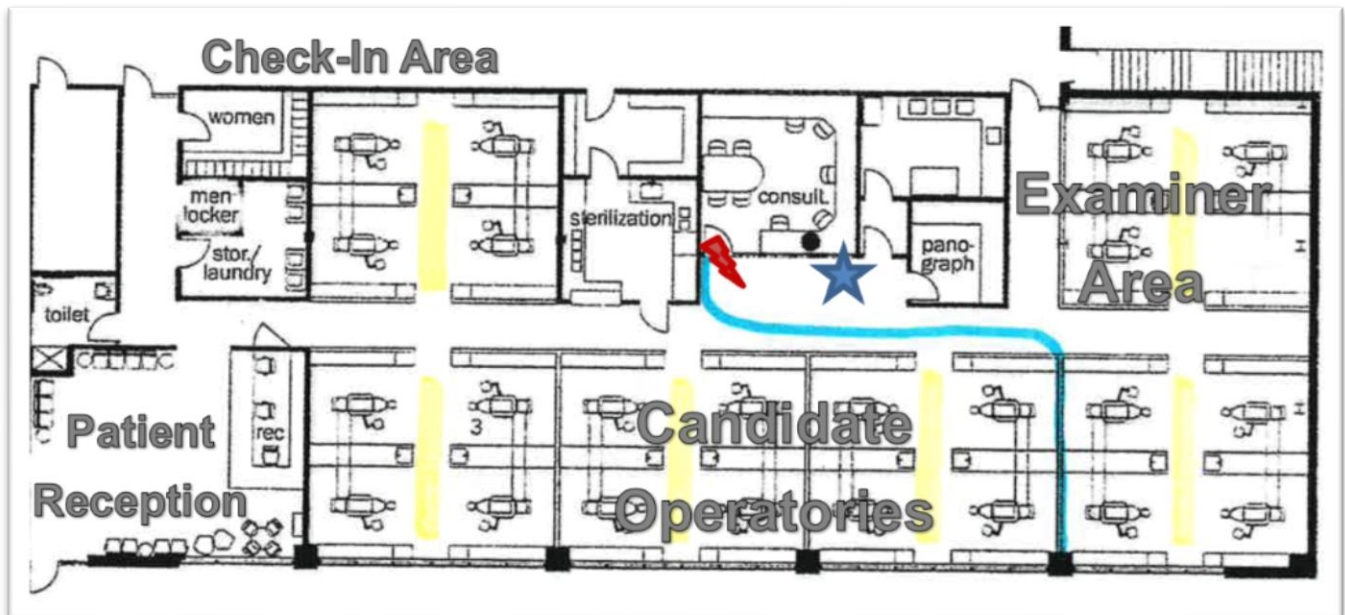 Check-In Area
women
men
locker
stor./
laundry
sterilization
consult.
pano-
graph
Examiner
Area
toilet
Patient
Reception
rec
3
Candidate
Operatories